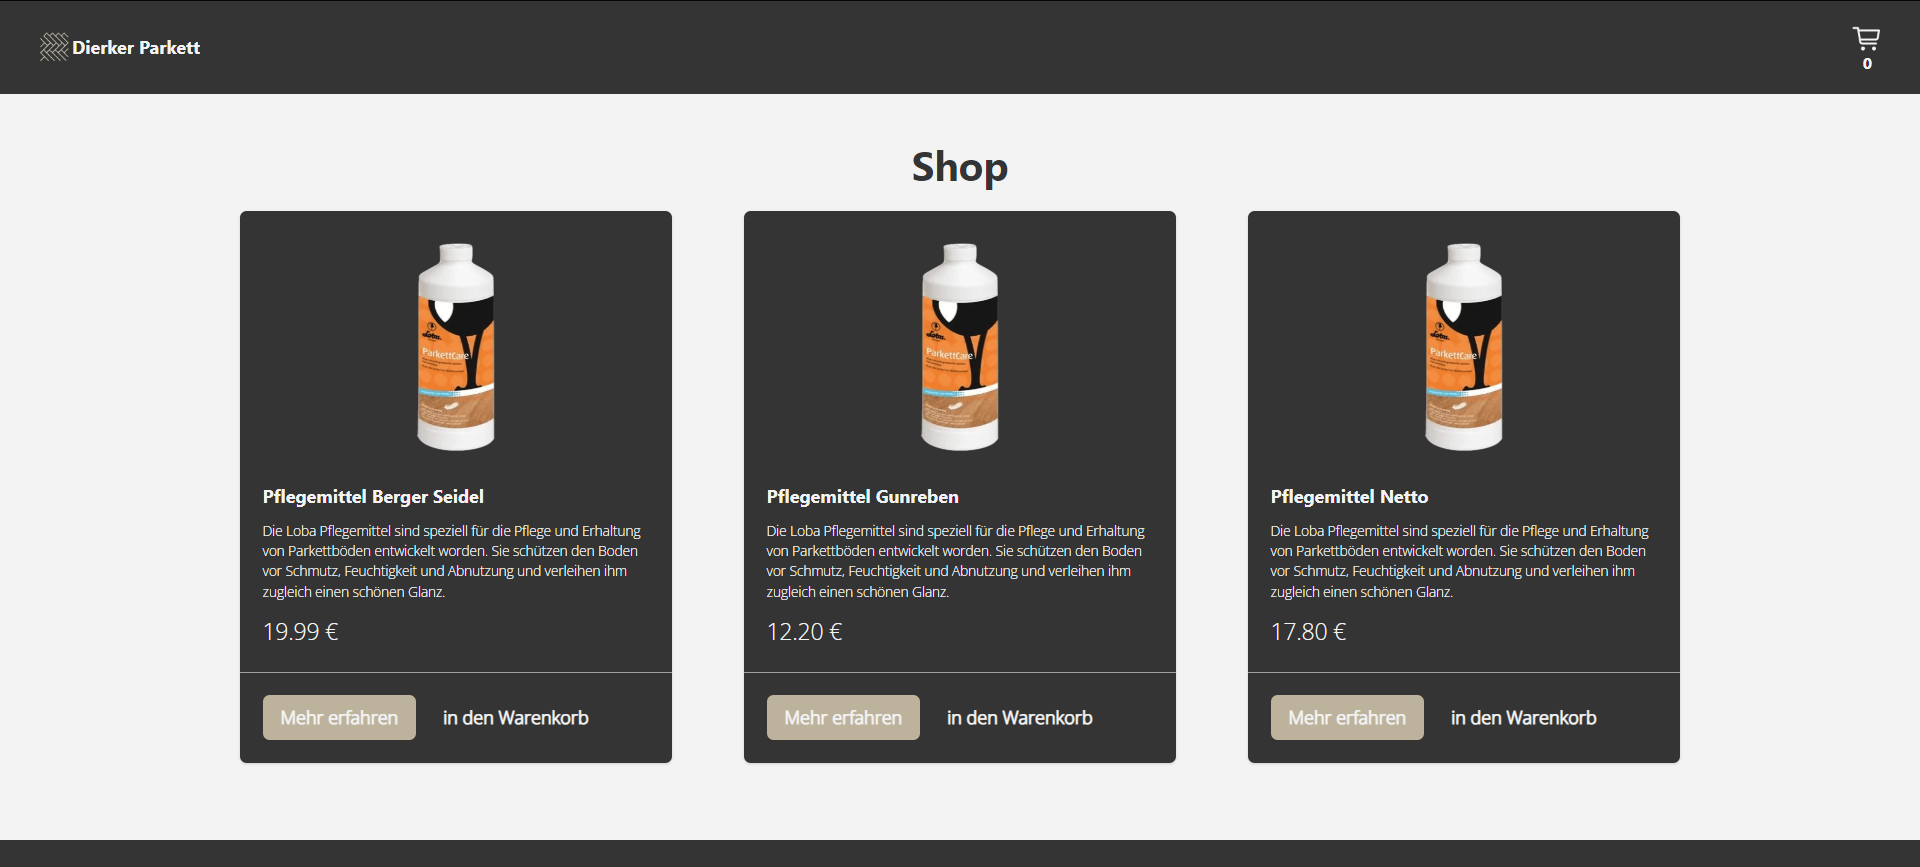 Dierker Parkett
0
Shop
Loba
ParkettCare
Loba
ParkettCare
Loba
ParkettCare
Pflegemittel Berger Seidel
Die Loba Pflegemittel sind speziell für die Pflege und Erhaltung
von Parkettböden entwickelt worden. Sie schützen den Boden
vor Schmutz, Feuchtigkeit und Abnutzung und verleihen ihm
zugleich einen schönen Glanz.
19.99 €
Mehr erfahren in den Warenkorb
Pflegemittel Gunreben
Die Loba Pflegemittel sind speziell für die Pflege und Erhaltung
von Parkettböden entwickelt worden. Sie schützen den Boden
vor Schmutz, Feuchtigkeit und Abnutzung und verleihen ihm
zugleich einen schönen Glanz.
12.20 €
Mehr erfahren in den Warenkorb
Pflegemittel Netto
Die Loba Pflegemittel sind speziell für die Pflege und Erhaltung
von Parkettböden entwickelt worden. Sie schützen den Boden
vor Schmutz, Feuchtigkeit und Abnutzung und verleihen ihm
zugleich einen schönen Glanz.
17.80 €
Mehr erfahren in den Warenkorb